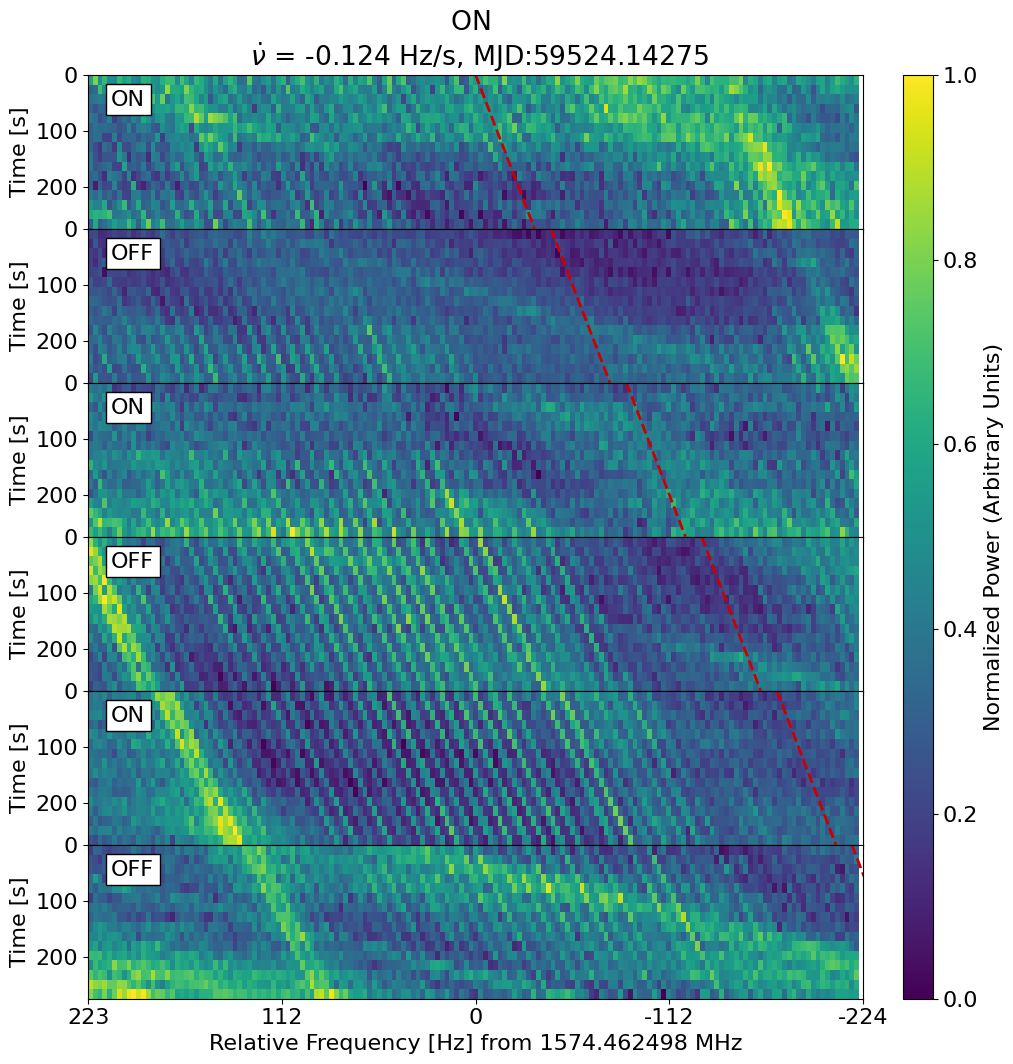 ON
ν̇ = -0.124 Hz/s, MJD:59524.14275
0
ON
100
200
Time [s]
0
OFF
100
200
Time [s]
0
ON
100
200
Time [s]
0
OFF
100
200
Time [s]
0
ON
100
200
Time [s]
0
OFF
100
200
Time [s]
223 112 0 -112 -224
Relative Frequency [Hz] from 1574.462498 MHz
1.0
0.8
0.6
0.4
0.2
0.0
Normalized Power (Arbitrary Units)